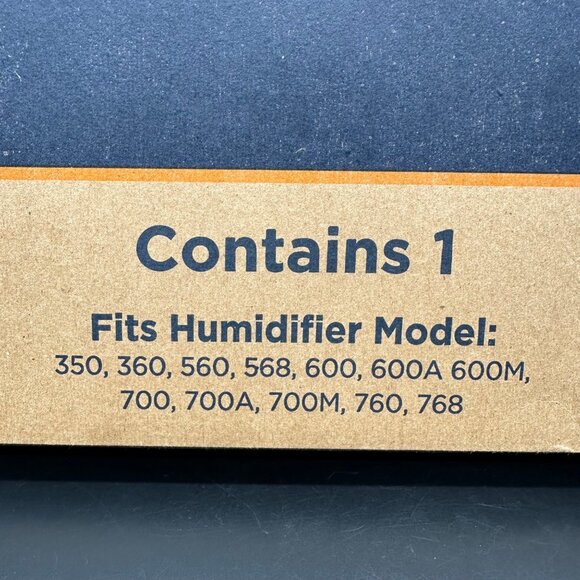 Contains 1
Fits Humidifier Model:
350, 360, 560, 568, 600, 600A 600M,
700, 700A, 700M, 760, 768